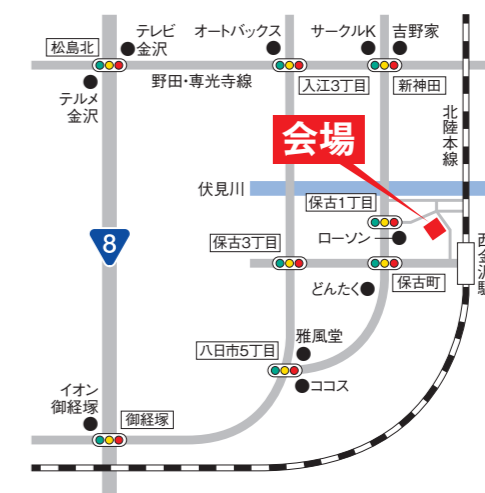 テレビ
金沢
オートバックス
サークルK
吉野家
松島北
野田・専光寺線
入江3丁目
新神田
テルメ
金沢
北陸本線
会場
伏見川
保古1丁目
8
保古3丁目
ローソン
西金沢駅
どんたく
保古町
雅風堂
八日市5丁目
ココス
イオン
御経塚
御経塚